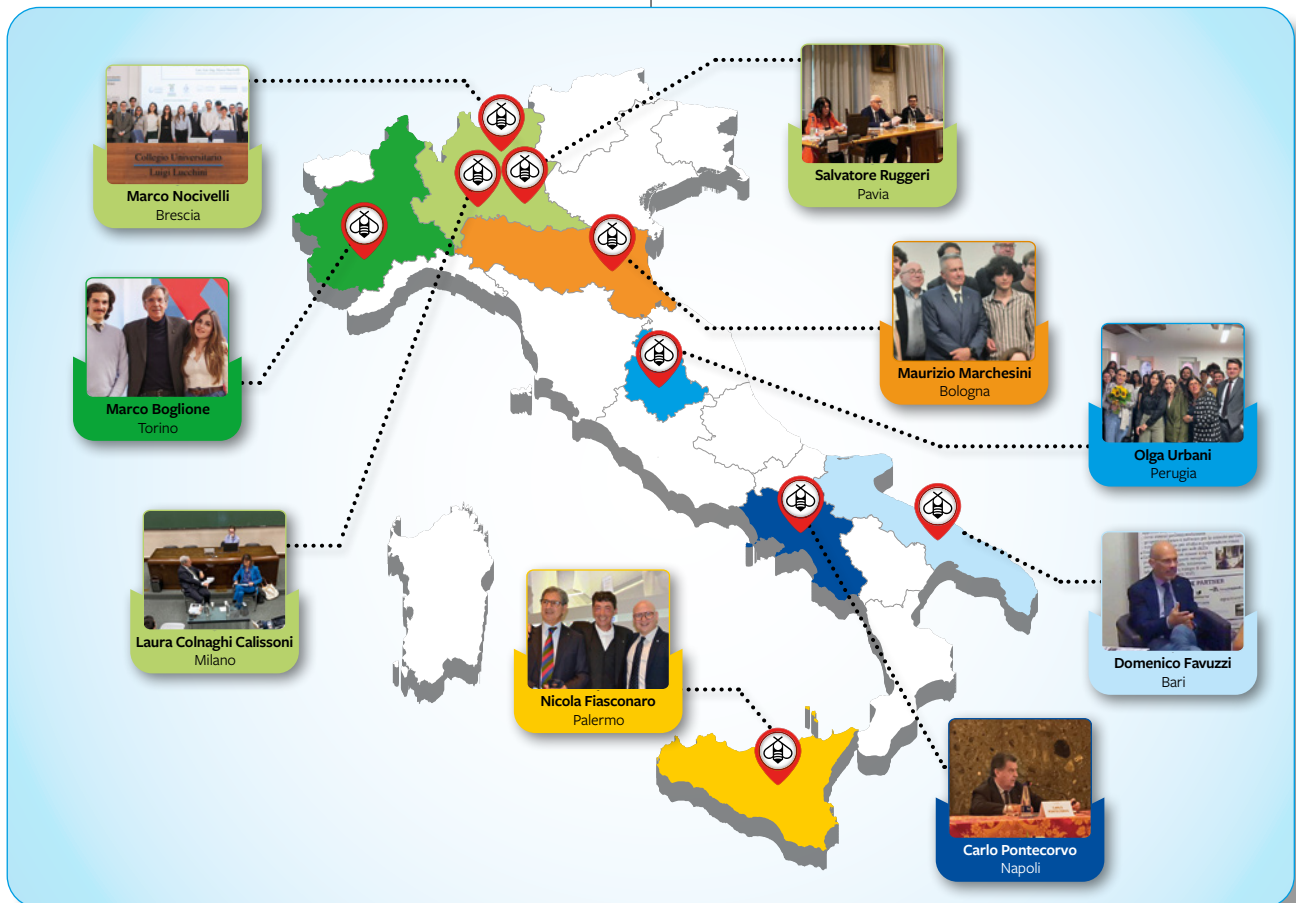 Collegio Universitario
Luigi Lucchini
Marco Nocivelli
Brescia
Salvatore Ruggeri
Pavia
Marco Boglione
Torino
Maurizio Marchesini
Bologna
Olga Urbani
Perugia
Laura Colnaghi Calissoni
Milano
Nicola Fiasconaro
Palermo
PARTNER
Domenico Favuzzi
Bari
Carlo Pontecorvo
Napoli